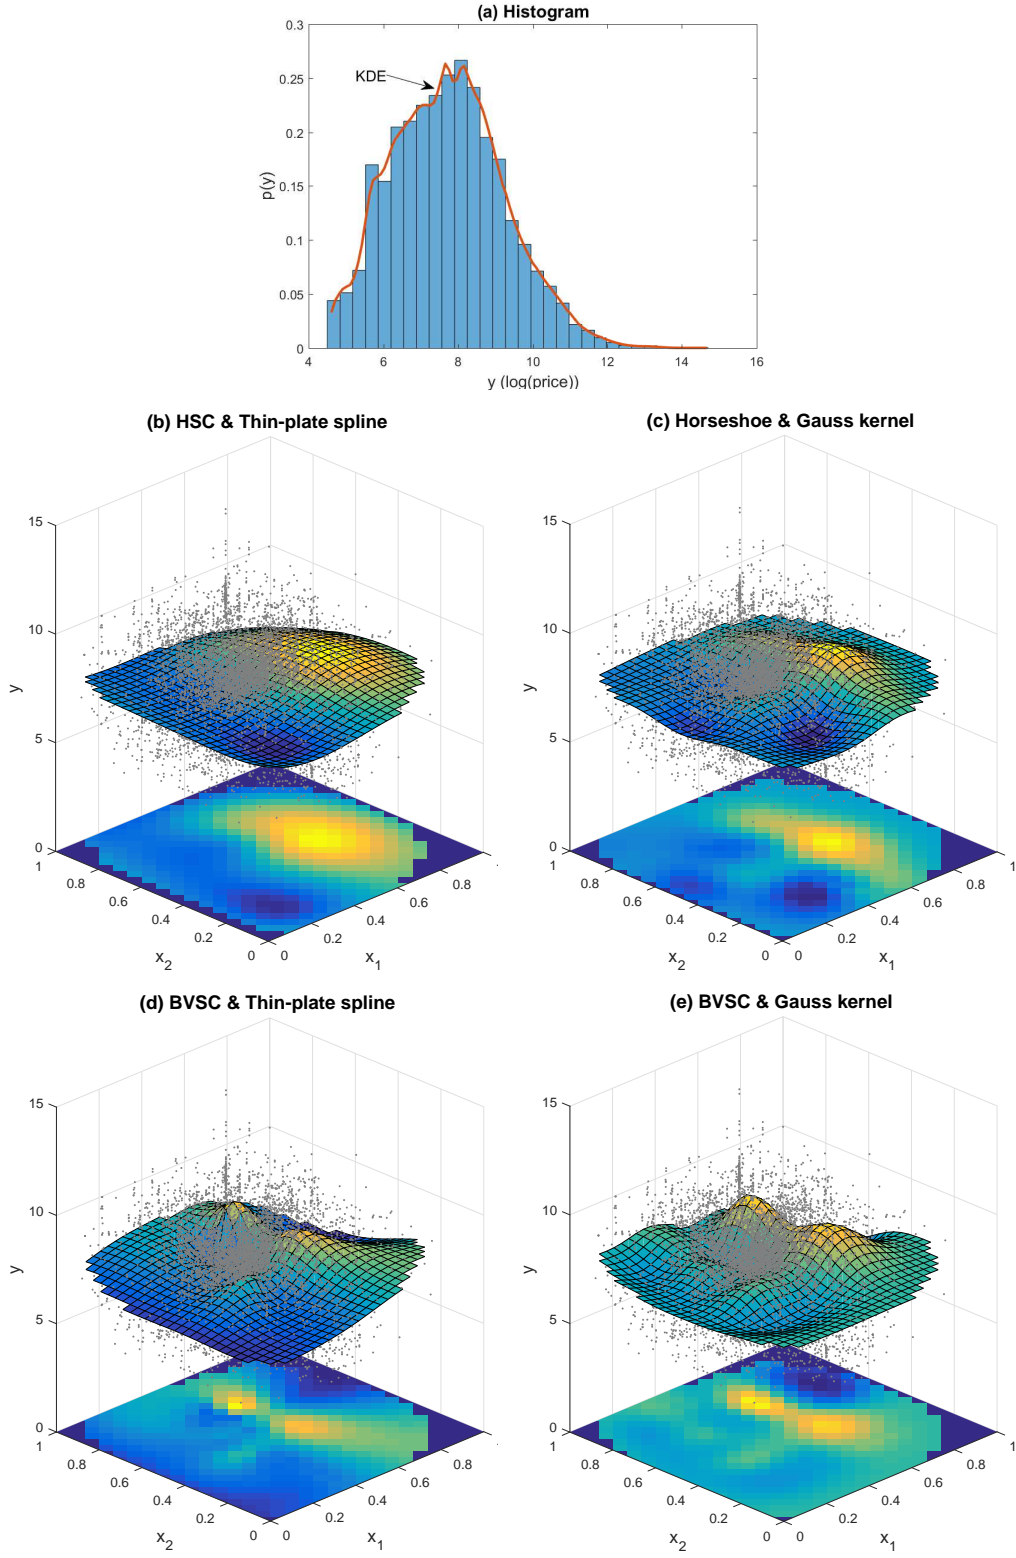 (a) Histogram
0.3
0.25
0.2
0.15
0.1
0.05
0
KDE
p(y)
4 6 8 10 12 14 16
y (log(price))
(b) HSC & Thin-plate spline
15
10
5
0
y
1 0.8 0.6 0.4 0.2 0
x2
0 0.2 0.4 0.6 0.8
x1
(c) Horseshoe & Gauss kernel
15
10
5
0
y
1 0.8 0.6 0.4 0.2 0
x2
0 0.2 0.4 0.6 0.8 1
x1
(d) BVSC & Thin-plate spline
15
10
5
0
y
1 0.8 0.6 0.4 0.2 0
x2
0 0.2 0.4 0.6 0.8
x1
(e) BVSC & Gauss kernel
15
10
5
0
y
1 0.8 0.6 0.4 0.2 0
x2
0 0.2 0.4 0.6 0.8 1
x1